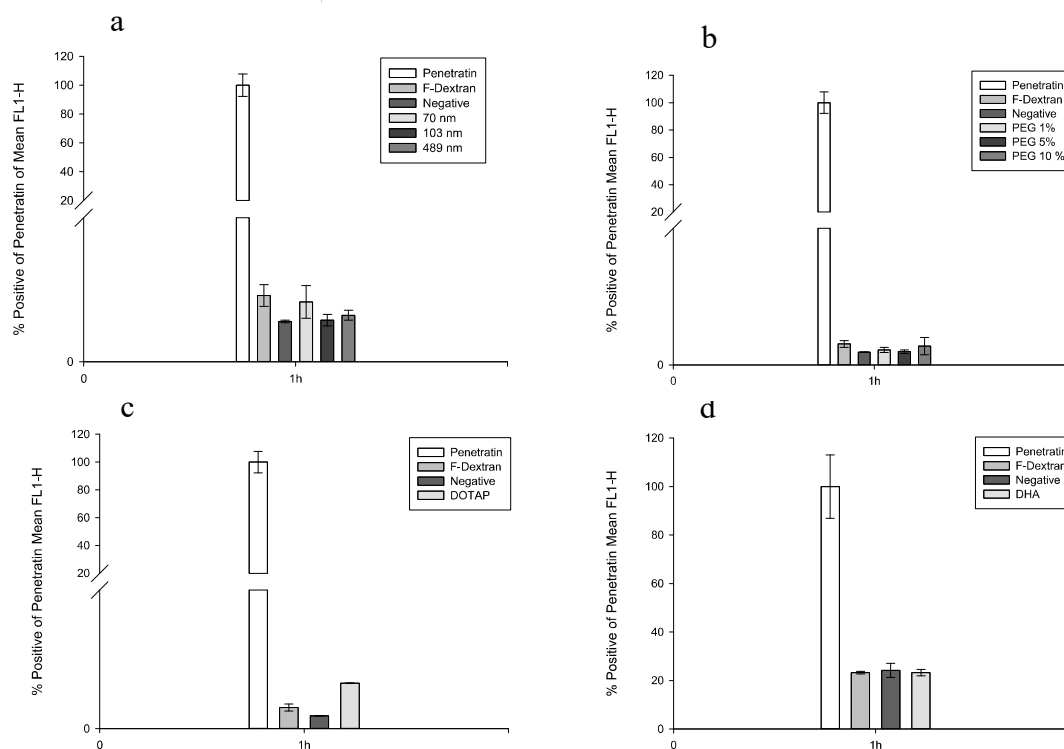 a
% Positive of Penetratin of Mean FL1-H
120
100
80
60
40
20
0
0
1h
Penetratin
F-Dextran
Negative
70 nm
103 nm
489 nm
b
% Positive of Penetratin Mean FL1-H
120
100
80
60
40
20
0
0
1h
Penetratin
F-Dextran
Negative
PEG 1%
PEG 5%
PEG 10 %
c
% Positive of Penetratin Mean FL1-H
120
100
80
60
40
20
0
0
1h
Penetratin
F-Dextran
Negative
DOTAP
d
% Positive of Penetratin Mean FL1-H
120
100
80
60
40
20
0
0
1h
Penetratin
F-Dextran
Negative
DHA